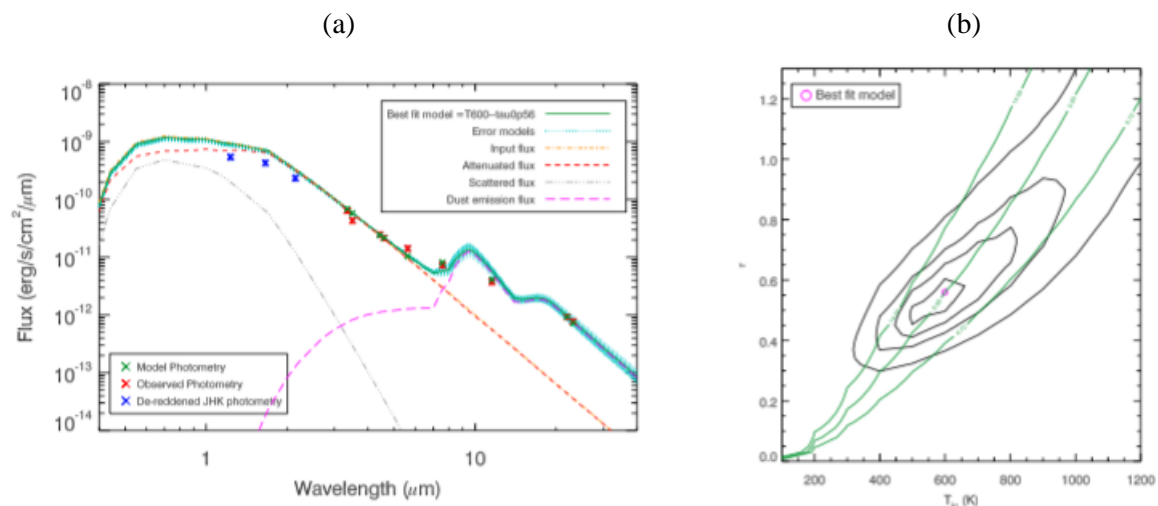 (a)
(b)
10⁻⁸
10⁻⁹
10⁻¹⁰
10⁻¹¹
10⁻¹²
10⁻¹³
10⁻¹⁴
Flux (erg/s/cm²/μm)
Best fit model =T600–tau0p56
Error models
Input flux
Attenuated flux
Scattered flux
Dust emission flux
Model Photometry
Observed Photometry
De-reddened JHK photometry
1
10
Wavelength (μm)
Best fit model
1.2
1.0
0.8
0.6
0.4
0.2
0.0
200
400
600
800
1000
1200
(K)